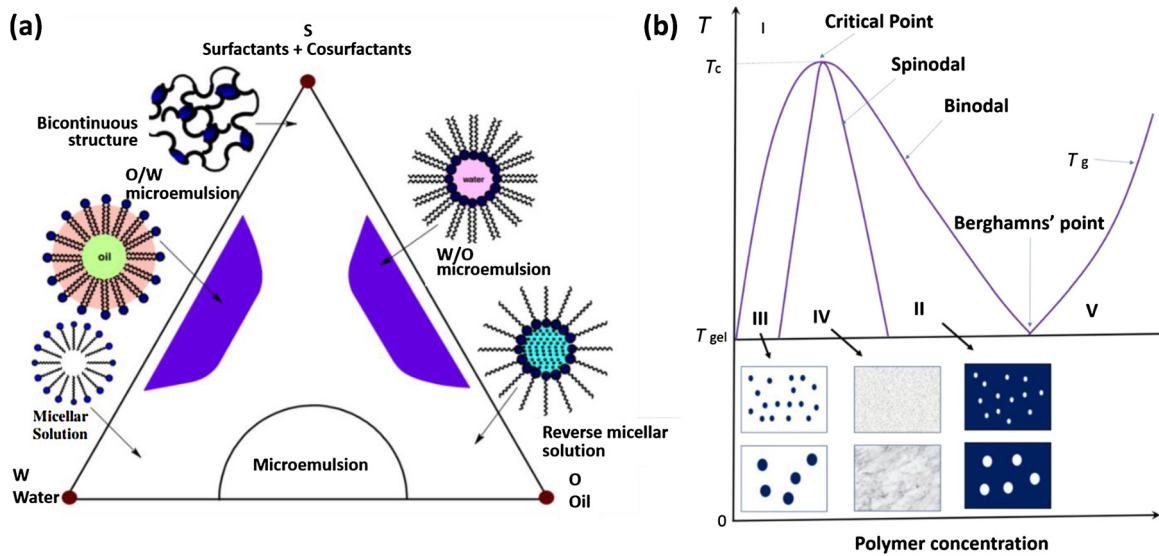 (a)
S
Surfactants + Cosurfactants
Bicontinuous
structure
O/W
microemulsion
oil
water
W/O
microemulsion
Micellar
Solution
Reverse micellar
solution
Microemulsion
W
Water
O
Oil
(b)
T
I
Critical Point
Tc
Spinodal
Binodal
Tg
Berghamns' point
III
IV
II
V
Tgel
0
Polymer concentration